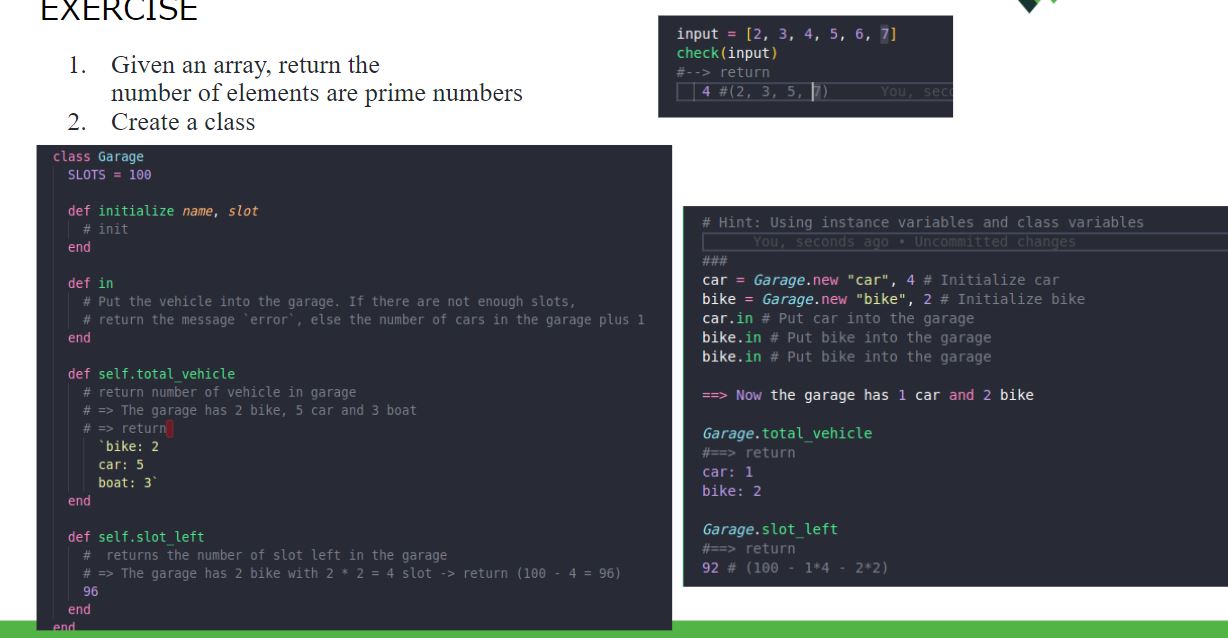 EXERCISE
1. Given an array, return the
number of elements are prime numbers
2. Create a class
input = [2, 3, 4, 5, 6, 7]
check(input)
#--> return
4 #(2, 3, 5, 7) You, sec
class Garage
SLOTS = 100
def initialize name, slot
# init
end
def in
# Put the vehicle into the garage. If there are not enough slots,
# return the message `error`, else the number of cars in the garage plus 1
end
def self.total_vehicle
# return number of vehicle in garage
# => The garage has 2 bike, 5 car and 3 boat
# => return
`bike: 2
car: 5
boat: 3`
end
def self.slot_left
#  returns the number of slot left in the garage
# => The garage has 2 bike with 2 * 2 = 4 slot -> return (100 - 4 = 96)
96
end
end
# Hint: Using instance variables and class variables
You, seconds ago • Uncommitted changes
###
car = Garage.new "car", 4 # Initialize car
bike = Garage.new "bike", 2 # Initialize bike
car.in # Put car into the garage
bike.in # Put bike into the garage
bike.in # Put bike into the garage
==> Now the garage has 1 car and 2 bike
Garage.total_vehicle
#==> return
car: 1
bike: 2
Garage.slot_left
#==> return
92 # (100 - 1*4 - 2*2)